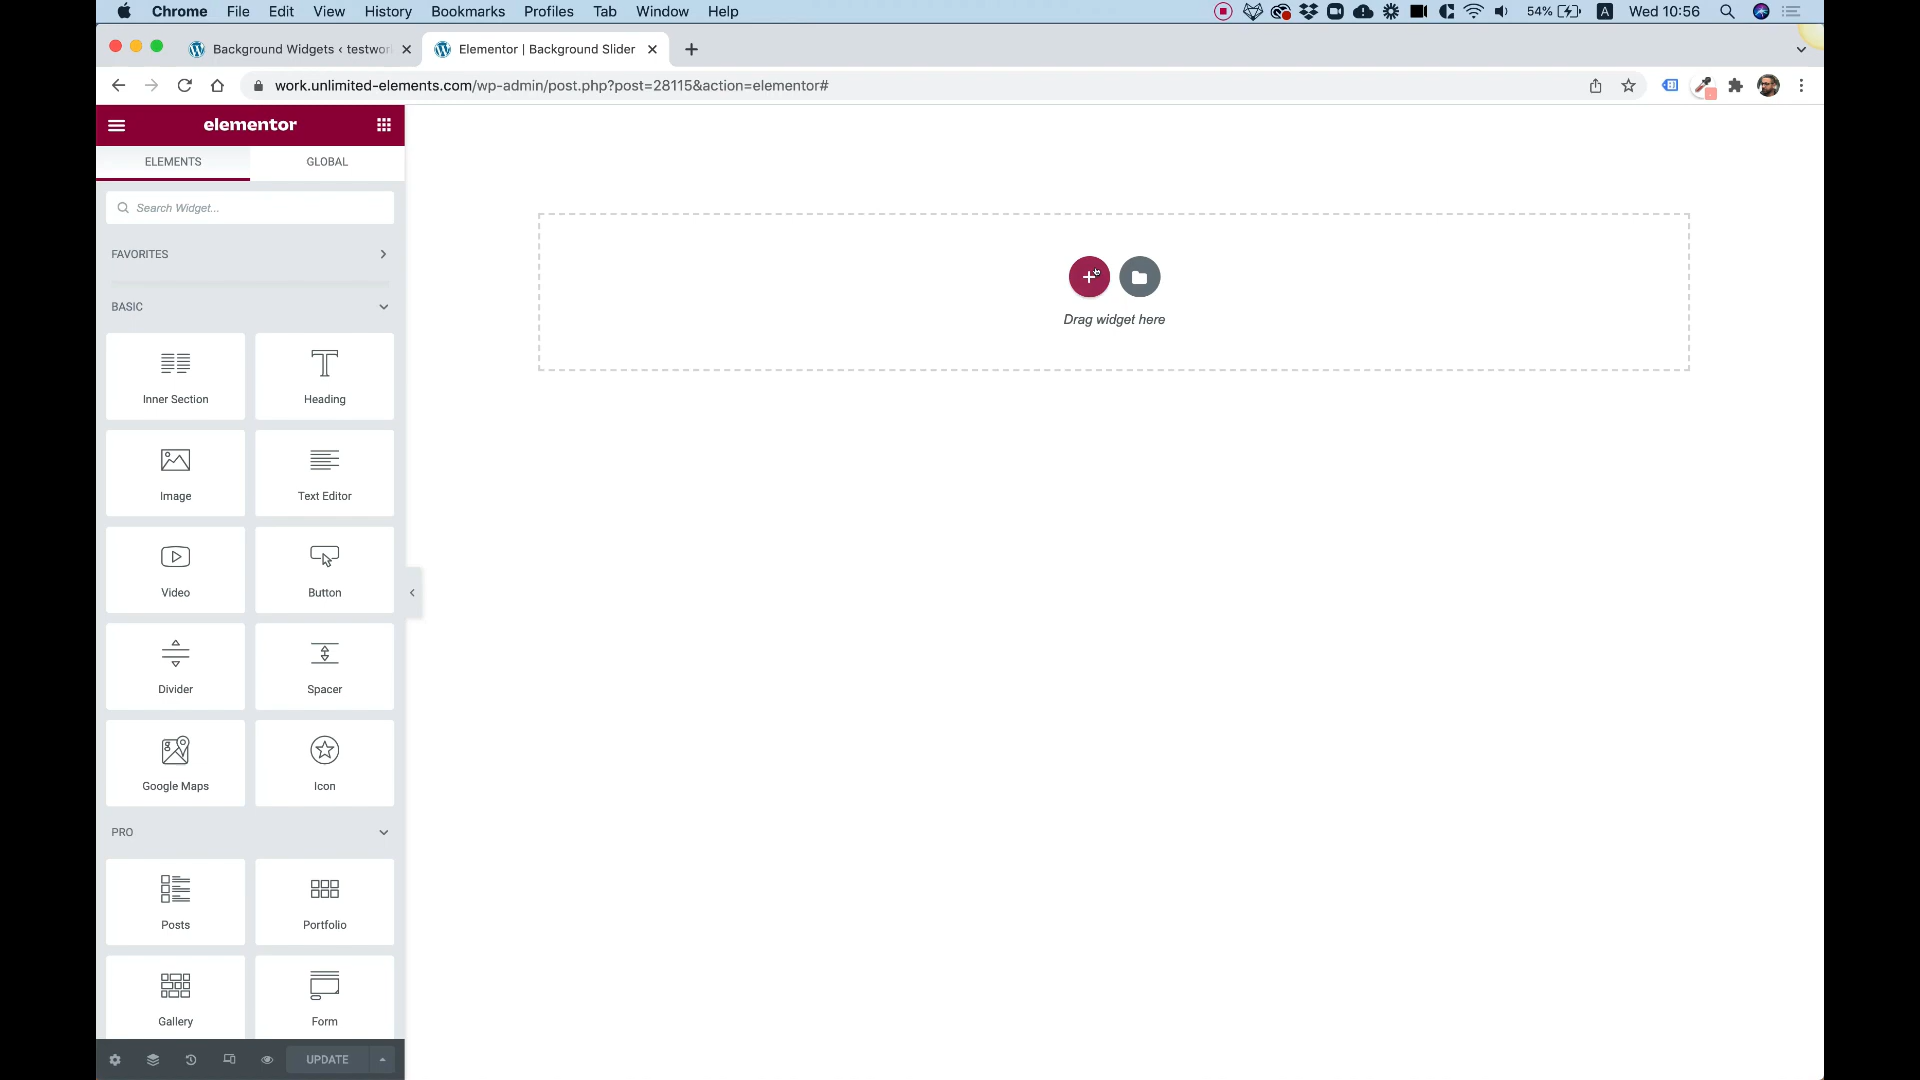 Chrome File Edit View History Bookmarks Profiles Tab Window Help 54% A Wed 10:56
Background Widgets ‹ testwor Elementor | Background Slider
work.unlimited-elements.com/wp-admin/post.php?post=28115&action=elementor#
elementor
ELEMENTS GLOBAL
Search Widget...
FAVORITES
BASIC
Inner Section Heading
Image Text Editor
Video Button
Divider Spacer
Google Maps Icon
PRO
Posts Portfolio
Gallery Form
UPDATE
Drag widget here